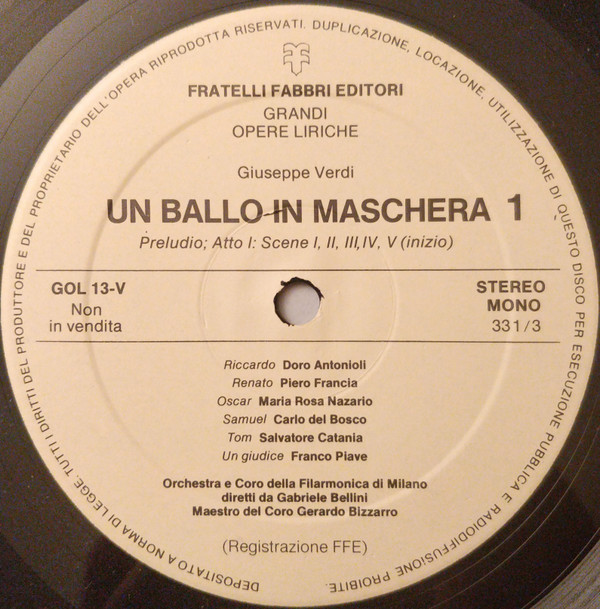 TUTTI I DIRITTI DEL PRODUTTORE E DEL PROPRIETARIO DELL'OPERA RIPRODOTTA RISERVATI. DUPLICAZIONE, LOCAZIONE, UTILIZZAZIONE DI QUESTO DISCO PER ESECUZIONE PUBBLICA E RADIODIFFUSIONE PROIBITE.
DEPOSITATO A NORMA DI LEGGE.
FRATELLI FABBRI EDITORI
GRANDI
OPERE LIRICHE
Giuseppe Verdi
UN BALLO IN MASCHERA 1
Preludio; Atto I: Scene I, II, III, IV, V (inizio)
GOL 13-V
Non
in vendita
STEREO
MONO
33 1/3
Riccardo Doro Antonioli
Renato Piero Francia
Oscar Maria Rosa Nazario
Samuel Carlo del Bosco
Tom Salvatore Catania
Un giudice Franco Piave
Orchestra e Coro della Filarmonica di Milano
diretti da Gabriele Bellini
Maestro del Coro Gerardo Bizzarro
(Registrazione FFE)